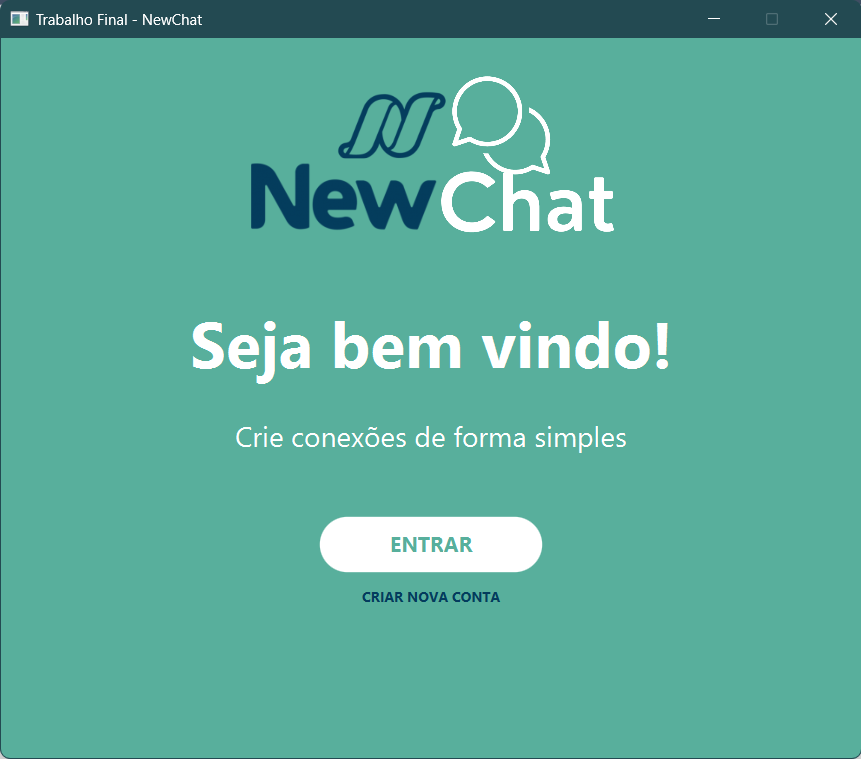 Trabalho Final - NewChat
NewChat
Seja bem vindo!
Crie conexões de forma simples
ENTRAR
CRIAR NOVA CONTA